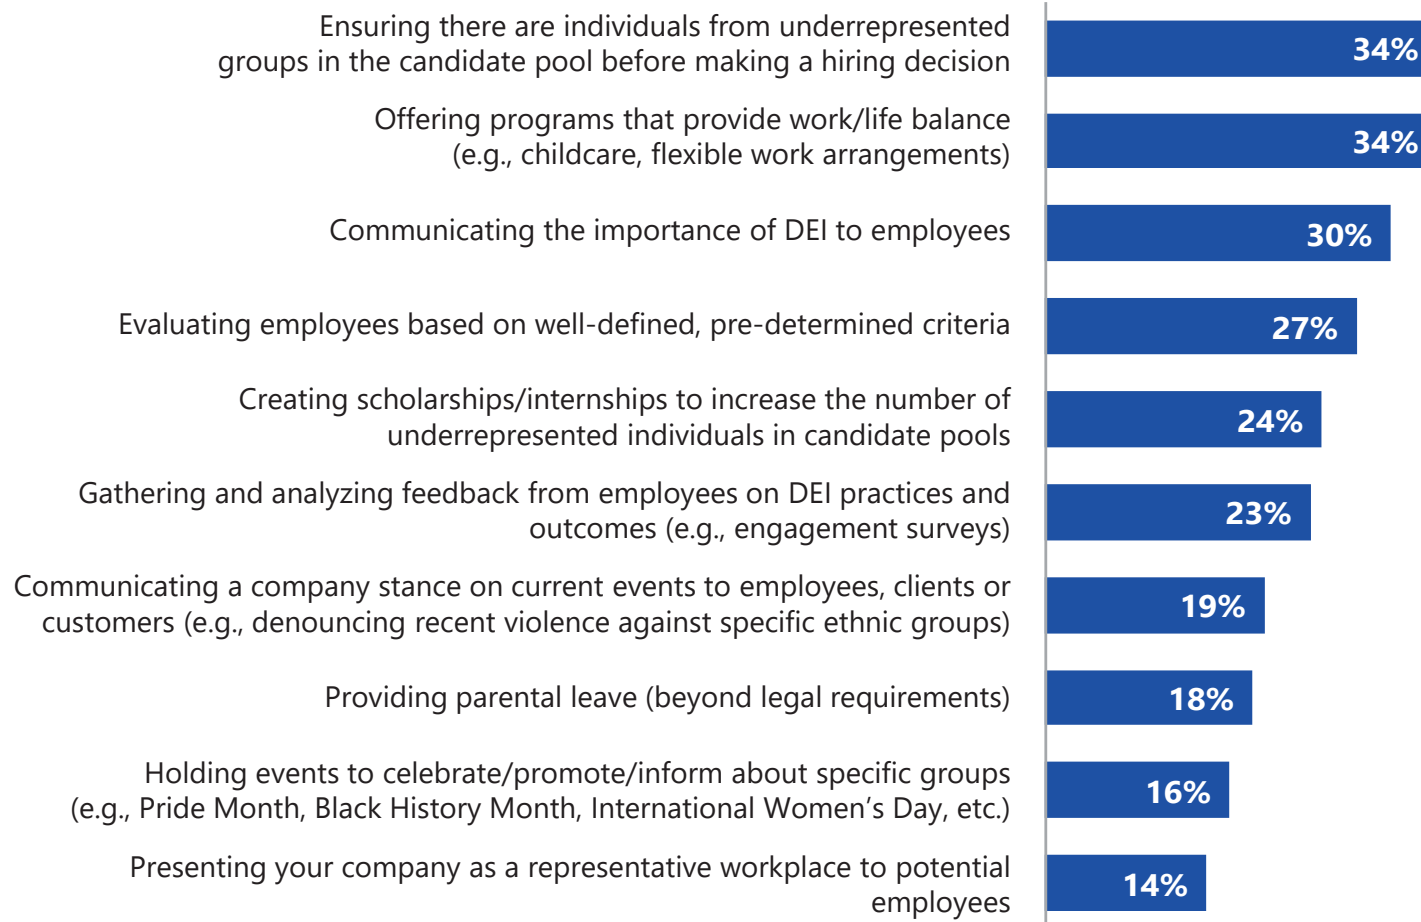 Ensuring there are individuals from underrepresented
groups in the candidate pool before making a hiring decision
34%
Offering programs that provide work/life balance
(e.g., childcare, flexible work arrangements)
34%
Communicating the importance of DEI to employees
30%
Evaluating employees based on well-defined, pre-determined criteria
27%
Creating scholarships/internships to increase the number of
underrepresented individuals in candidate pools
24%
Gathering and analyzing feedback from employees on DEI practices and
outcomes (e.g., engagement surveys)
23%
Communicating a company stance on current events to employees, clients or
customers (e.g., denouncing recent violence against specific ethnic groups)
19%
Providing parental leave (beyond legal requirements)
18%
Holding events to celebrate/promote/inform about specific groups
(e.g., Pride Month, Black History Month, International Women’s Day, etc.)
16%
Presenting your company as a representative workplace to potential
employees
14%